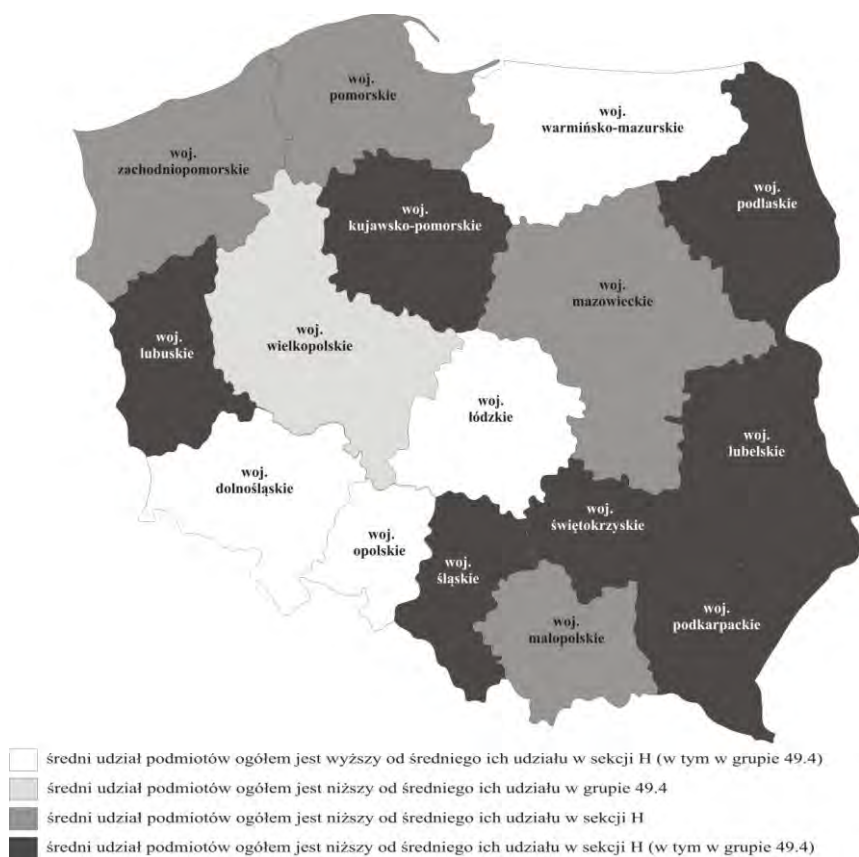 woj.
pomorskie
woj.
warmińsko-mazurskie
woj.
zachodniopomorskie
woj.
podlaskie
woj.
kujawsko-pomorskie
woj.
mazowieckie
woj.
wielkopolskie
woj.
lubuskie
woj.
łódzkie
woj.
lubelskie
woj.
dolnośląskie
woj.
świętokrzyskie
woj.
opolskie
woj.
śląskie
woj.
podkarpackie
woj.
małopolskie
średni udział podmiotów ogółem jest wyższy od średniego ich udziału w sekcji H (w tym w grupie 49.4)
średni udział podmiotów ogółem jest niższy od średniego ich udziału w grupie 49.4
średni udział podmiotów ogółem jest niższy od średniego ich udziału w sekcji H
średni udział podmiotów ogółem jest niższy od średniego ich udziału w sekcji H (w tym w grupie 49.4)